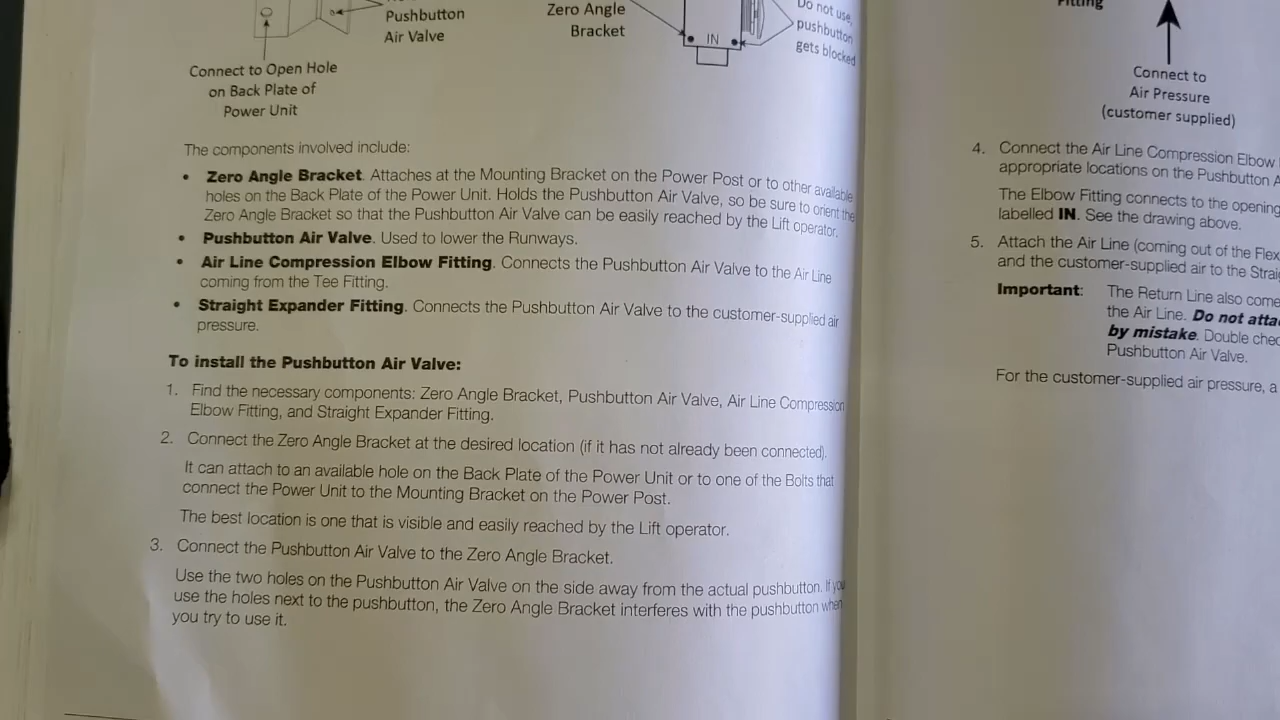 Pushbutton
Air Valve
Connect to Open Hole
on Back Plate of
Power Unit
Zero Angle
Bracket
IN
Do not use,
pushbutton
gets blocked
The components involved include:
• Zero Angle Bracket. Attaches at the Mounting Bracket on the Power Post or to other available
holes on the Back Plate of the Power Unit. Holds the Pushbutton Air Valve, so be sure to orient the
Zero Angle Bracket so that the Pushbutton Air Valve can be easily reached by the Lift operator.
• Pushbutton Air Valve. Used to lower the Runways.
• Air Line Compression Elbow Fitting. Connects the Pushbutton Air Valve to the Air Line
coming from the Tee Fitting.
• Straight Expander Fitting. Connects the Pushbutton Air Valve to the customer-supplied air
pressure.
To install the Pushbutton Air Valve:
1. Find the necessary components: Zero Angle Bracket, Pushbutton Air Valve, Air Line Compression
Elbow Fitting, and Straight Expander Fitting.
2. Connect the Zero Angle Bracket at the desired location (if it has not already been connected).
It can attach to an available hole on the Back Plate of the Power Unit or to one of the Bolts that
connect the Power Unit to the Mounting Bracket on the Power Post.
The best location is one that is visible and easily reached by the Lift operator.
3. Connect the Pushbutton Air Valve to the Zero Angle Bracket.
Use the two holes on the Pushbutton Air Valve on the side away from the actual pushbutton. If you
use the holes next to the pushbutton, the Zero Angle Bracket interferes with the pushbutton when
you try to use it.
Fitting
Connect to
Air Pressure
(customer supplied)
4. Connect the Air Line Compression Elbow
appropriate locations on the Pushbutton A
The Elbow Fitting connects to the opening
labelled IN. See the drawing above.
5. Attach the Air Line (coming out of the Flex
and the customer-supplied air to the Strai
Important: The Return Line also come
the Air Line. Do not atta
by mistake. Double chec
Pushbutton Air Valve.
For the customer-supplied air pressure, a